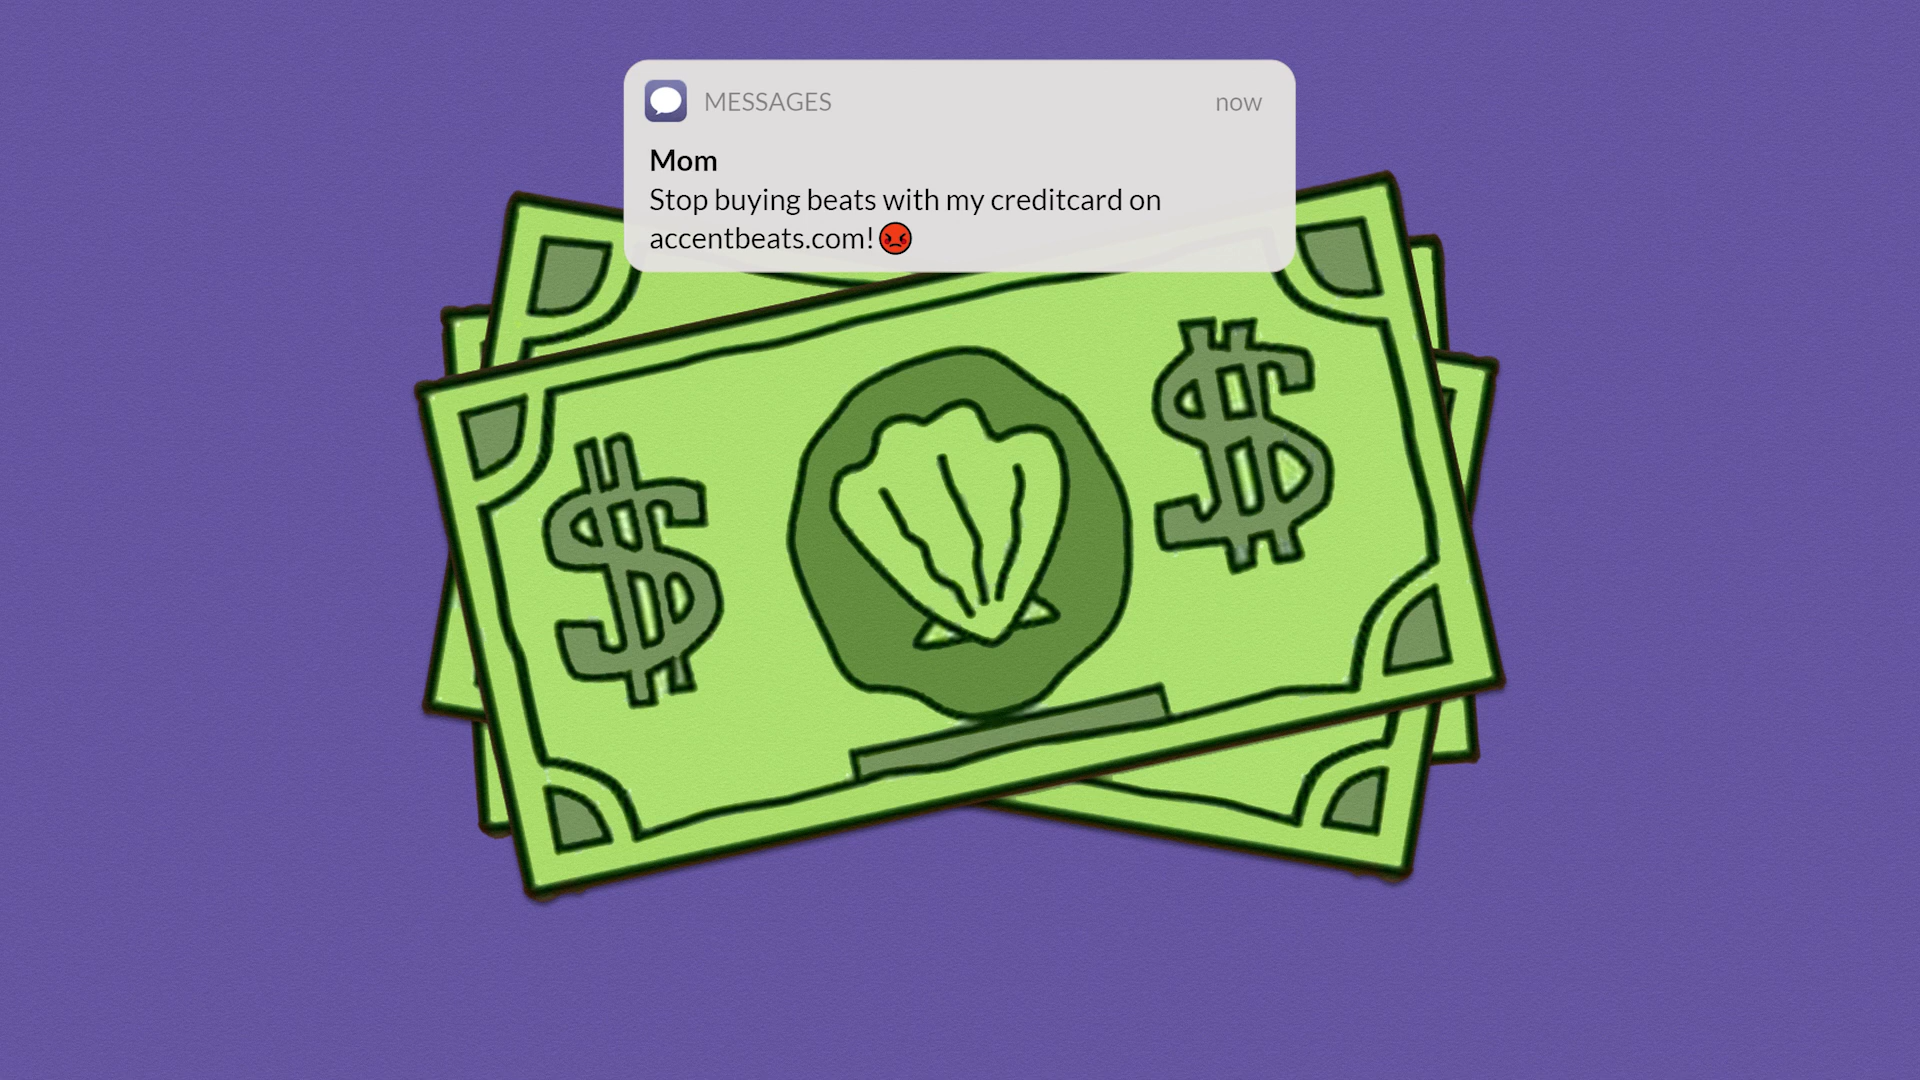 MESSAGES now
Mom
Stop buying beats with my creditcard on
accentbeats.com!😡
$ $